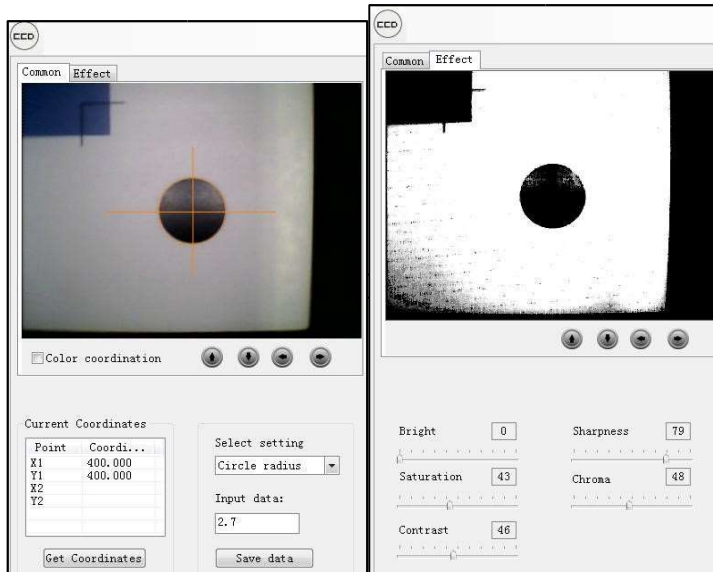 CCD
Common Effect
Color coordination
Current Coordinates
Point Coordi...
X1 400.000
Y1 400.000
X2
Y2
Get Coordinates
Select setting
Circle radius
Input data:
2.7
Save data
CCD
Common Effect
Bright 0
Sharpness 79
Saturation 43
Chroma 48
Contrast 46